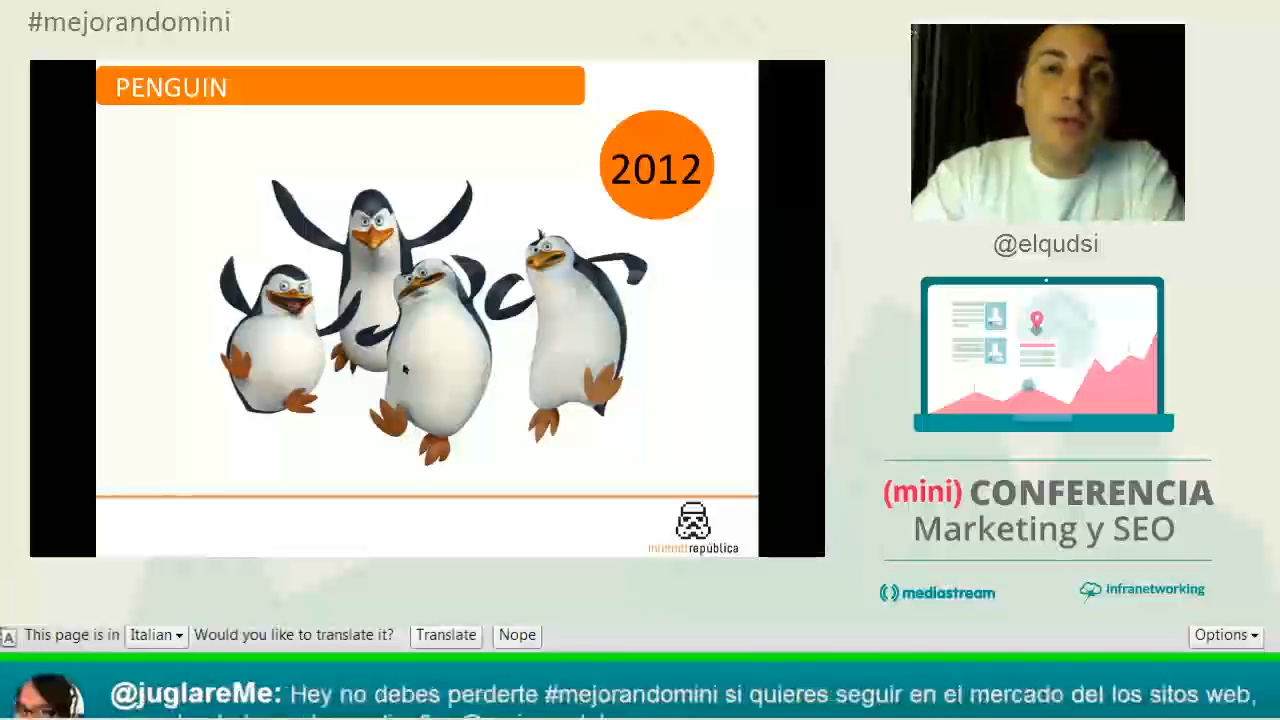 #mejorandomini
PENGUIN
2012
internetrepública
@elqudsi
(mini) CONFERENCIA
Marketing y SEO
mediastream
infranetworking
This page is in Italian Would you like to translate it? Translate Nope Options
@juglareMe: Hey no debes perderte #mejorandomini si quieres seguir en el mercado del los sitos web,